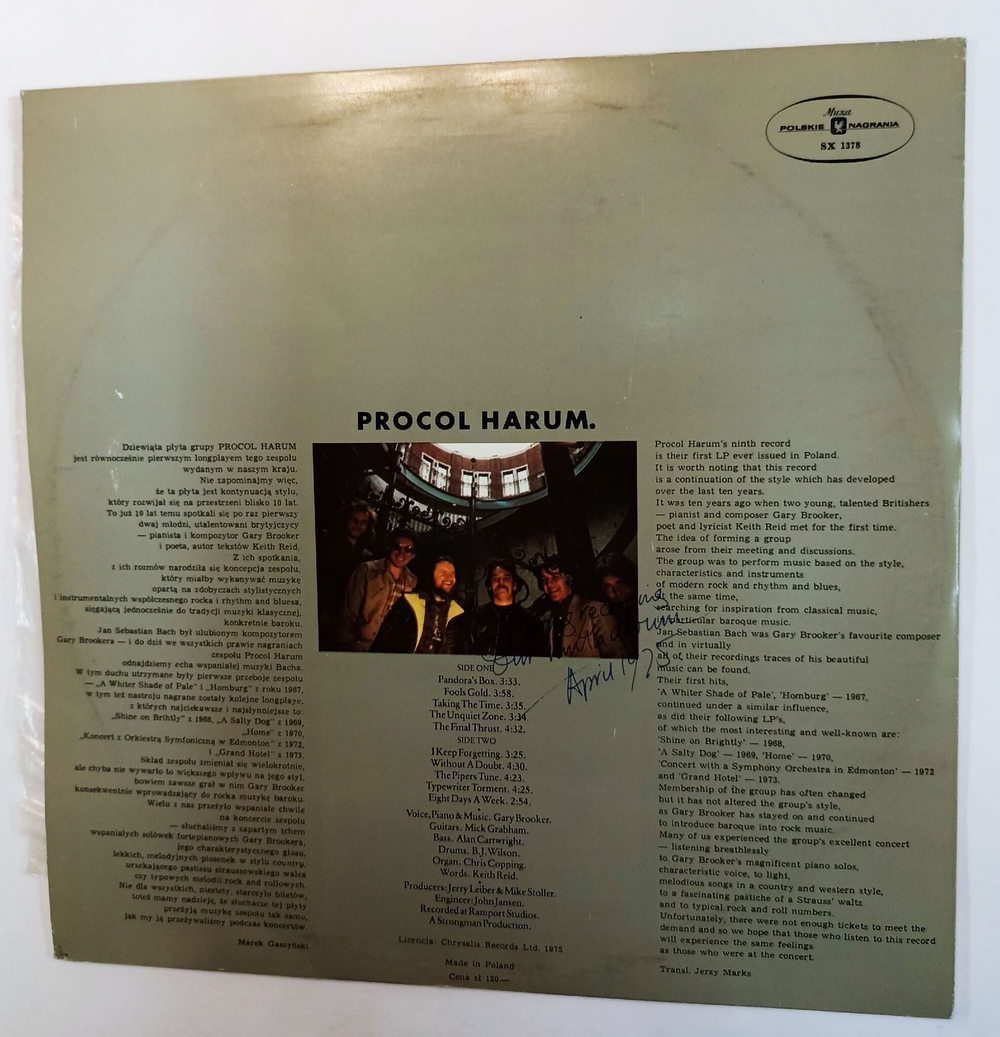 Muza
POLSKIE NAGRANIA
SX 1378
PROCOL HARUM.
Dziewiąta płyta grupy PROCOL HARUM
jest równocześnie pierwszym longplayem tego zespołu
wydanym w naszym kraju.
Nie zapominajmy więc,
że ta płyta jest kontynuacją stylu,
który rozwijał się na przestrzeni blisko 10 lat.
To już 10 lat temu spotkali się po raz pierwszy
dwaj młodzi, utalentowani brytyjczycy
— pianista i kompozytor Gary Brooker
i poeta, autor tekstów Keith Reid.
Z ich spotkania,
z ich rozmów narodziła się koncepcja zespołu,
który miałby wykonywać muzykę
opartą na zdobyczach stylistycznych
i instrumentalnych współczesnego rocka i rhythm and bluesa,
sięgającą jednocześnie do tradycji muzyki klasycznej,
konkretnie baroku.
Jan Sebastian Bach był ulubionym kompozytorem
Gary Brookera — i do dziś we wszystkich prawie nagraniach
zespołu Procol Harum
odnajdziemy echa wspaniałej muzyki Bacha.
W tym duchu utrzymane były pierwsze przeboje zespołu
— „A Whiter Shade of Pale" i „Homburg" z roku 1967,
w tym też nastroju nagrane zostały kolejne longplaye,
z których najciekawsze i najsłynniejsze to:
„Shine on Brihtly" z 1968, „A Salty Dog" z 1969,
„Home" z 1970,
„Koncert z Orkiestrą Symfoniczną w Edmonton" z 1972,
i „Grand Hotel" z 1973.
Skład zespołu zmieniał się wielokrotnie,
ale chyba nie wywarło to większego wpływu na jego styl,
bowiem zawsze grał w nim Gary Brooker
konsekwentnie wprowadzający do rocka muzykę baroku.
Wielu z nas przeżyło wspaniałe chwile
na koncercie zespołu
— słuchaliśmy z zapartym tchem
wspaniałych solówek fortepianowych Gary Brookera,
jego charakterystycznego głosu,
lekkich, melodyjnych piosenek w stylu country,
urzekającego pastiszu straussowskiego walca
czy typowych melodii rock and rollowych.
Nie dla wszystkich, niestety, starczyło biletów,
toteż mamy nadzieję, że słuchacze tej płyty
przeżyją muzykę zespołu tak samo,
jak my ją przeżywaliśmy podczas koncertów
Marek Gaszyński
April 1975
SIDE ONE
Pandora's Box. 3:33.
Fools Gold. 3:58.
Taking The Time. 3:35.
The Unquiet Zone. 3:34.
The Final Thrust. 4:32.
SIDE TWO
I Keep Forgetting. 3:25.
Without A Doubt. 4:30.
The Pipers Tune. 4:23.
Typewriter Torment. 4:25.
Eight Days A Week. 2:54.
Voice, Piano & Music. Gary Brooker.
Guitars. Mick Grabham.
Bass. Alan Cartwright.
Drums. B.J. Wilson.
Organ. Chris Copping.
Words. Keith Reid.
Producers: Jerry Leiber & Mike Stoller.
Engineer: John Jansen.
Recorded at Ramport Studios.
A Strongman Production.
Licencja: Chrysalis Records Ltd. 1975
Made in Poland
Cena zł 120.—
Procol Harum's ninth record
is their first LP ever issued in Poland.
It is worth noting that this record
is a continuation of the style which has developed
over the last ten years.
It was ten years ago when two young, talented Britishers
— pianist and composer Gary Brooker,
poet and lyricist Keith Reid met for the first time.
The idea of forming a group
arose from their meeting and discussions.
The group was to perform music based on the style,
characteristics and instruments
of modern rock and rhythm and blues,
at the same time,
searching for inspiration from classical music,
in particular baroque music.
Jan Sebastian Bach was Gary Brooker's favourite composer
and in virtually
all of their recordings traces of his beautiful
music can be found.
Their first hits,
'A Whiter Shade of Pale', 'Homburg' — 1967,
continued under a similar influence,
as did their following LP's,
of which the most interesting and well-known are:
'Shine on Brightly' — 1968,
'A Salty Dog' — 1969, 'Home' — 1970,
'Concert with a Symphony Orchestra in Edmonton' — 1972
and 'Grand Hotel' — 1973.
Membership of the group has often changed
but it has not altered the group's style,
as Gary Brooker has stayed on and continued
to introduce baroque into rock music.
Many of us experienced the group's excellent concert
— listening breathlessly
to Gary Brooker's magnificent piano solos,
characteristic voice, to light,
melodious songs in a country and western style,
to a fascinating pastiche of a Strauss' waltz
and to typical rock and roll numbers.
Unfortunately, there were not enough tickets to meet the
demand and so we hope that those who listen to this record
will experience the same feelings
as those who were at the concert.
Transl. Jerzy Marks